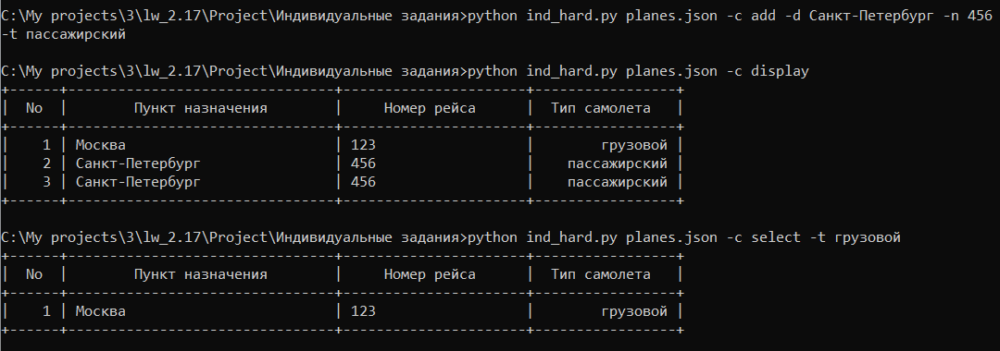 C:\My projects\3\lw_2.17\Project\Индивидуальные задания>python ind_hard.py planes.json -c add -d Санкт-Петербург -n 456
-t пассажирский
C:\My projects\3\lw_2.17\Project\Индивидуальные задания>python ind_hard.py planes.json -c display
+------+--------------------------------+----------------------+-----------------+
|  No  |        Пункт назначения        |     Номер рейса      |  Тип самолета   |
+------+--------------------------------+----------------------+-----------------+
|    1 | Москва                         | 123                  |        грузовой |
|    2 | Санкт-Петербург                | 456                  |    пассажирский |
|    3 | Санкт-Петербург                | 456                  |    пассажирский |
+------+--------------------------------+----------------------+-----------------+
C:\My projects\3\lw_2.17\Project\Индивидуальные задания>python ind_hard.py planes.json -c select -t грузовой
+------+--------------------------------+----------------------+-----------------+
|  No  |        Пункт назначения        |     Номер рейса      |  Тип самолета   |
+------+--------------------------------+----------------------+-----------------+
|    1 | Москва                         | 123                  |        грузовой |
+------+--------------------------------+----------------------+-----------------+